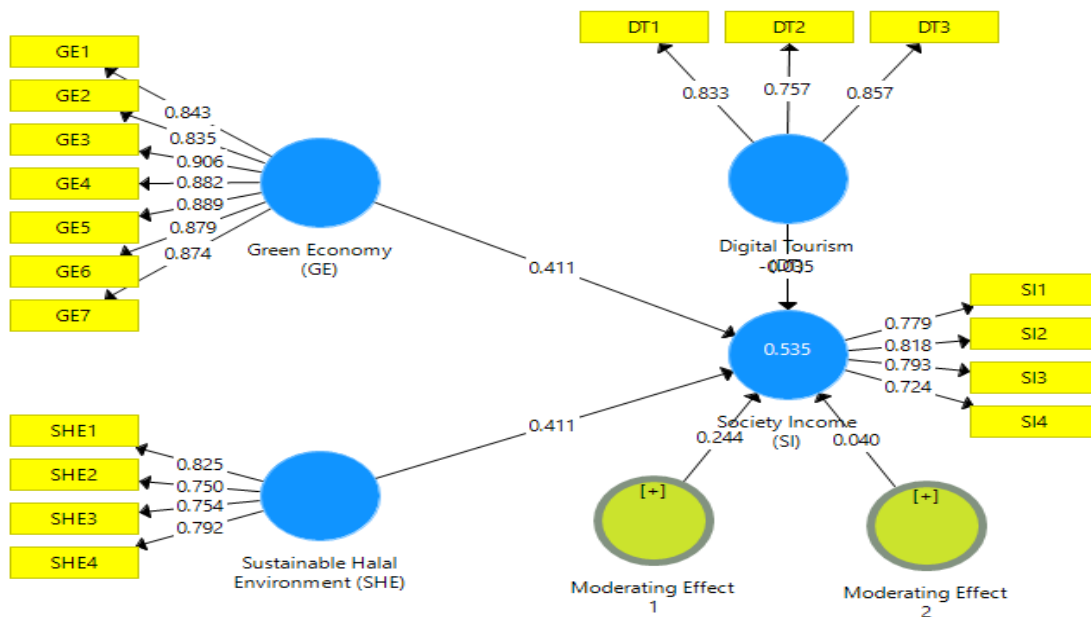 GE1
GE2
GE3
GE4
GE5
GE6
GE7
0.843
0.835
0.906
0.882
0.889
0.879
0.874
Green Economy
(GE)
DT1
DT2
DT3
0.833
0.757
0.857
Digital Tourism
(DT)
-0.035
0.411
0.411
0.535
Society Income
(SI)
SI1
SI2
SI3
SI4
0.779
0.818
0.793
0.724
SHE1
SHE2
SHE3
SHE4
0.825
0.750
0.754
0.792
Sustainable Halal
Environment (SHE)
0.244
0.040
[+]
[+]
Moderating Effect
1
Moderating Effect
2